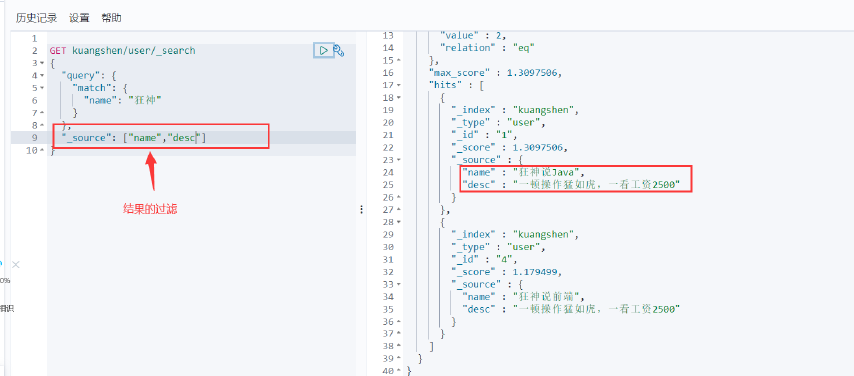 历史记录 设置 帮助
1
2 GET kuangshen/user/_search
3 {
4 "query": {
5 "match": {
6 "name": "狂神"
7 }
8 },
9 "_source": ["name","desc"]
10 }
结果的过滤
0%
13 "value" : 2,
14 "relation" : "eq"
15 },
16 "max_score" : 1.3097506,
17 "hits" : [
18 {
19 "_index" : "kuangshen",
20 "_type" : "user",
21 "_id" : "1",
22 "_score" : 1.3097506,
23 "_source" : {
24 "name" : "狂神说Java",
25 "desc" : "一顿操作猛如虎，一看工资2500"
26 }
27 },
28 {
29 "_index" : "kuangshen",
30 "_type" : "user",
31 "_id" : "4",
32 "_score" : 1.179499,
33 "_source" : {
34 "name" : "狂神说前端",
35 "desc" : "一顿操作猛如虎，一看工资2500"
36 }
37 }
38 ]
39 }
40 }